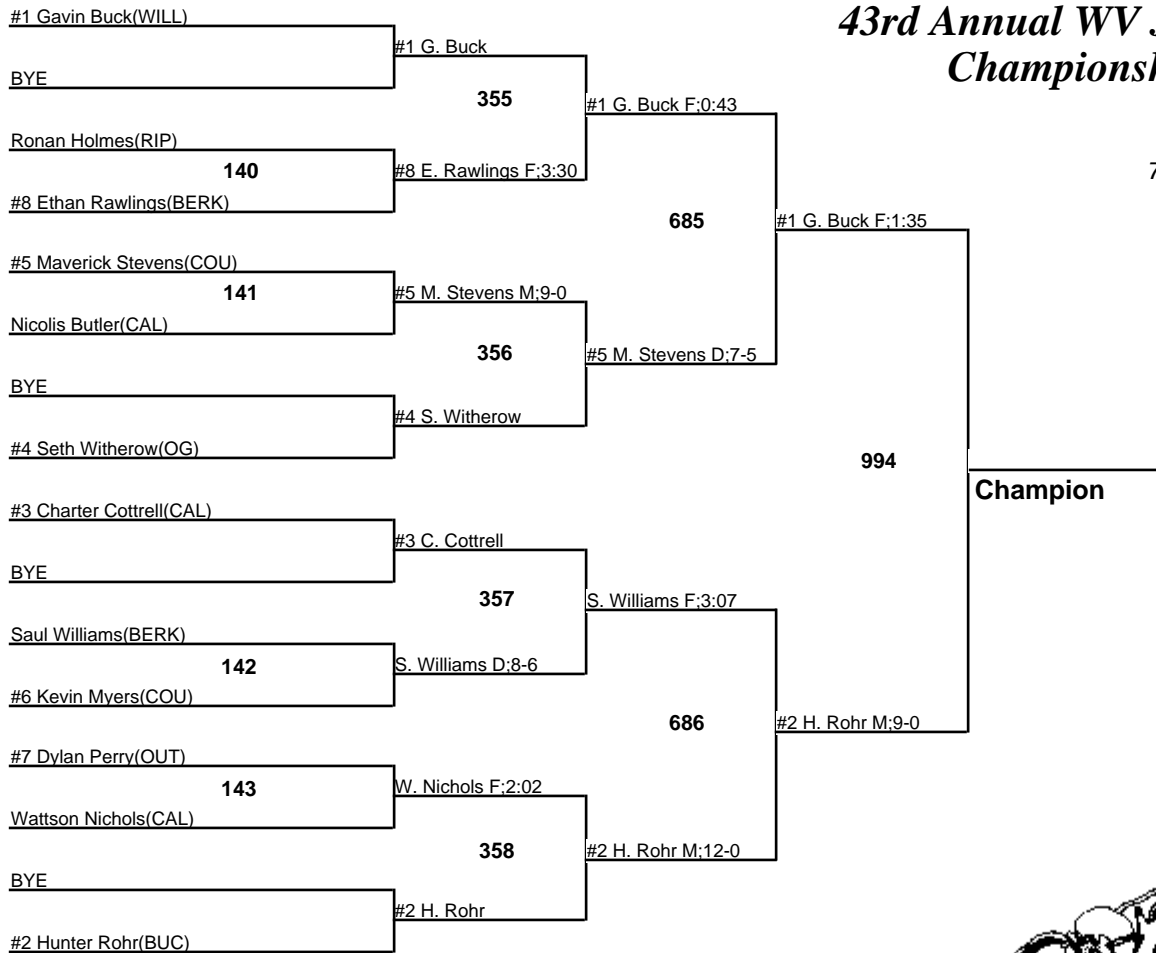 43rd Annual WV
Championsh
7
#1 Gavin Buck(WILL)
BYE
Ronan Holmes(RIP)
140
#8 Ethan Rawlings(BERK)
#5 Maverick Stevens(COU)
141
Nicolis Butler(CAL)
BYE
#4 Seth Witherow(OG)
#3 Charter Cottrell(CAL)
BYE
Saul Williams(BERK)
142
#6 Kevin Myers(COU)
#7 Dylan Perry(OUT)
143
Wattson Nichols(CAL)
BYE
#2 Hunter Rohr(BUC)
#1 G. Buck
355
#8 E. Rawlings F;3:30
#5 M. Stevens M;9-0
356
#4 S. Witherow
#3 C. Cottrell
357
S. Williams D;8-6
W. Nichols F;2:02
358
#2 H. Rohr
#1 G. Buck F;0:43
685
#5 M. Stevens D;7-5
S. Williams F;3:07
686
#2 H. Rohr M;12-0
#1 G. Buck F;1:35
994
#2 H. Rohr M;9-0
Champion